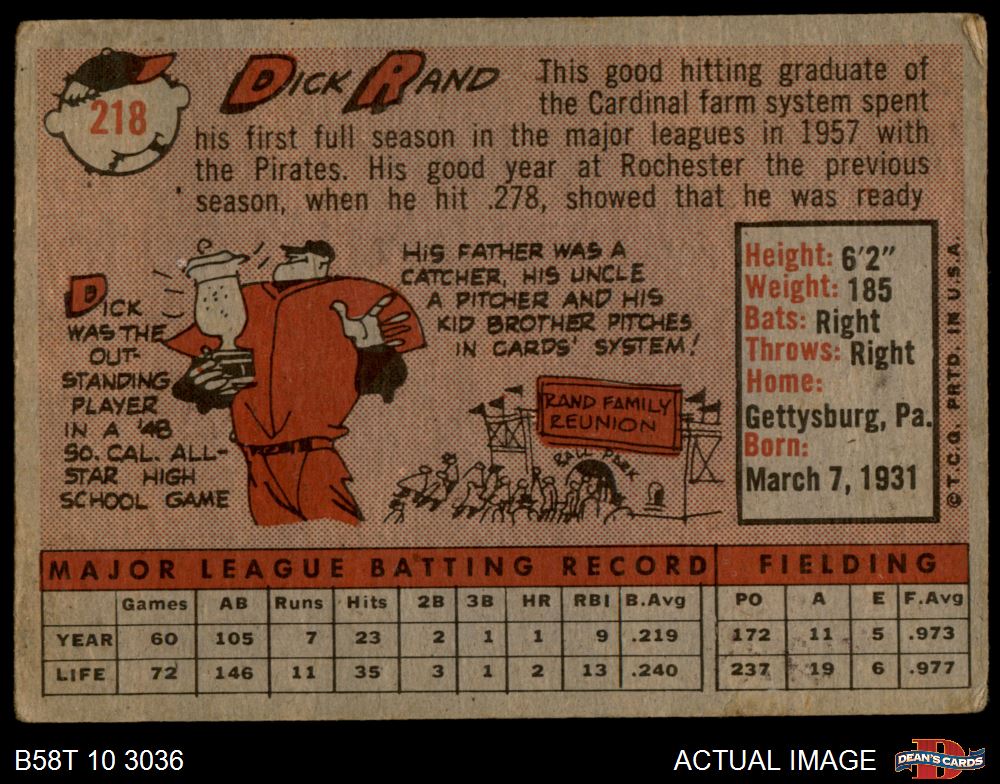 218
DICK RAND
This good hitting graduate of
the Cardinal farm system spent
his first full season in the major leagues in 1957 with
the Pirates. His good year at Rochester the previous
season, when he hit .278, showed that he was ready
DICK
WAS THE
OUT-
STANDING
PLAYER
IN A '48
SO. CAL. ALL-
STAR HIGH
SCHOOL GAME
HIS FATHER WAS A
CATCHER, HIS UNCLE
A PITCHER AND HIS
KID BROTHER PITCHES
IN CARDS' SYSTEM!
RAND FAMILY
REUNION
BALL PARK
Height: 6'2"
Weight: 185
Bats: Right
Throws: Right
Home:
Gettysburg, Pa.
Born:
March 7, 1931
©T.C.G. PRTD. IN U.S.A.
MAJOR LEAGUE BATTING RECORD FIELDING
Games AB Runs Hits 2B 3B HR RBI B.Avg PO A E F.Avg
YEAR 60 105 7 23 2 1 1 9 .219 172 11 5 .973
LIFE 72 146 11 35 3 1 2 13 .240 237 19 6 .977
B58T 10 3036 ACTUAL IMAGE
DEAN'S CARDS